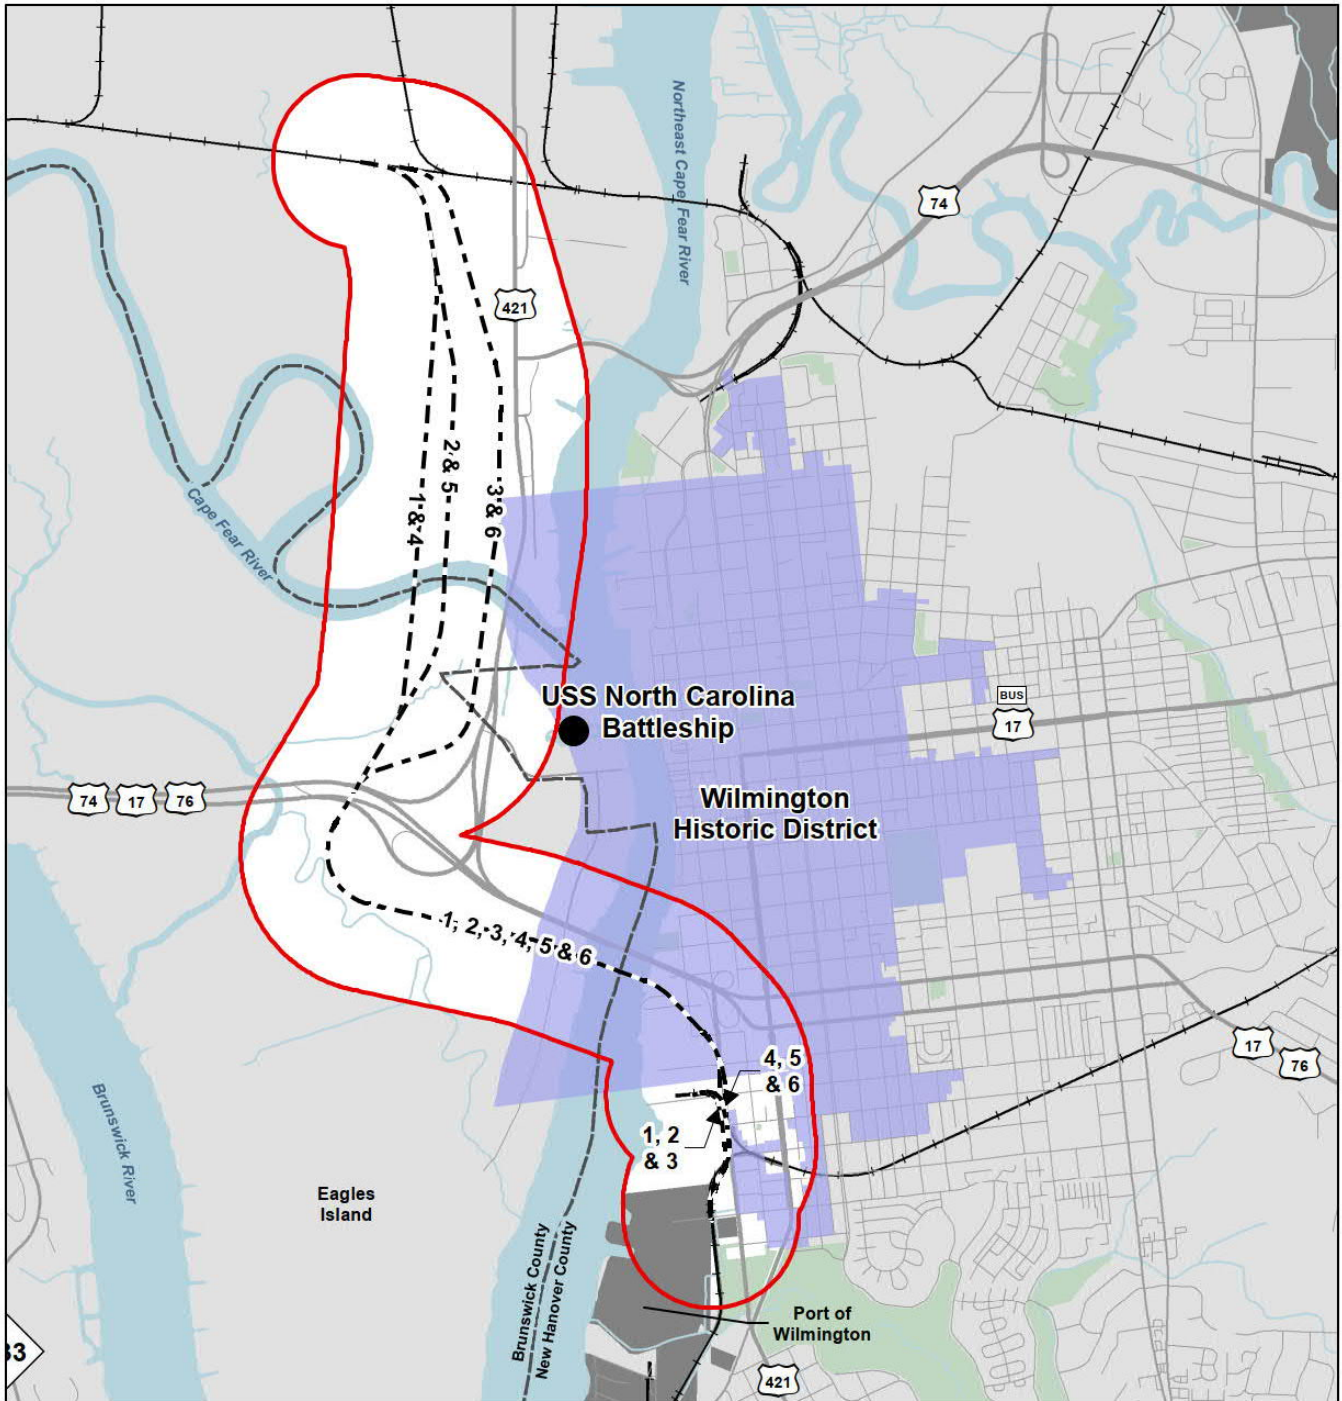 Northeast Cape Fear River
74
421
2 & 5
1 & 4
3 & 6
Cape Fear River
USS North Carolina
Battleship
BUS
17
74
17
76
Wilmington
Historic District
1, 2, 3, 4, 5 & 6
17
76
4, 5
& 6
1, 2
& 3
Brunswick River
Eagles
Island
Brunswick County
New Hanover County
Port of
Wilmington
33
421